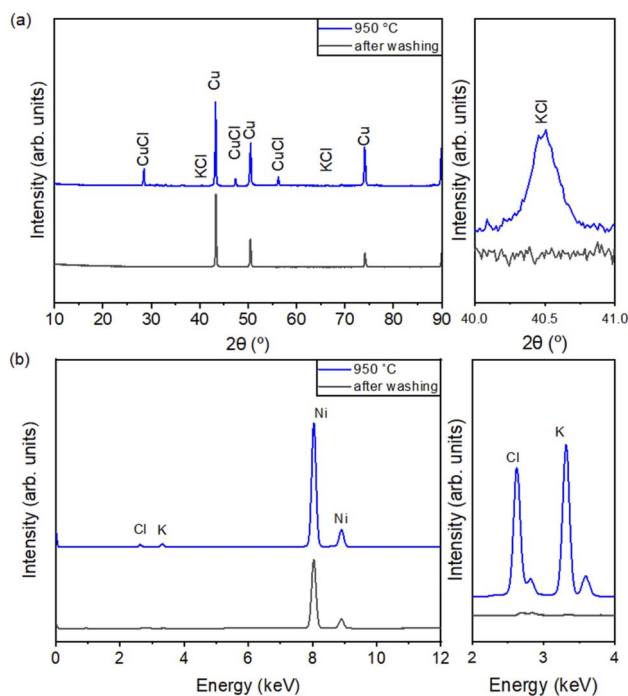 (a)
950 °C
after washing
Intensity (arb. units)
CuCl
KCl
Cu
CuCl
Cu
CuCl
KCl
Cu
10 20 30 40 50 60 70 80 90
2θ (°)
Intensity (arb. units)
KCl
40.0 40.5 41.0
2θ (°)
(b)
950 ˚C
after washing
Intensity (arb. units)
Cl
K
Ni
Ni
0 2 4 6 8 10 12
Energy (keV)
Intensity (arb. units)
Cl
K
2 3 4
Energy (keV)